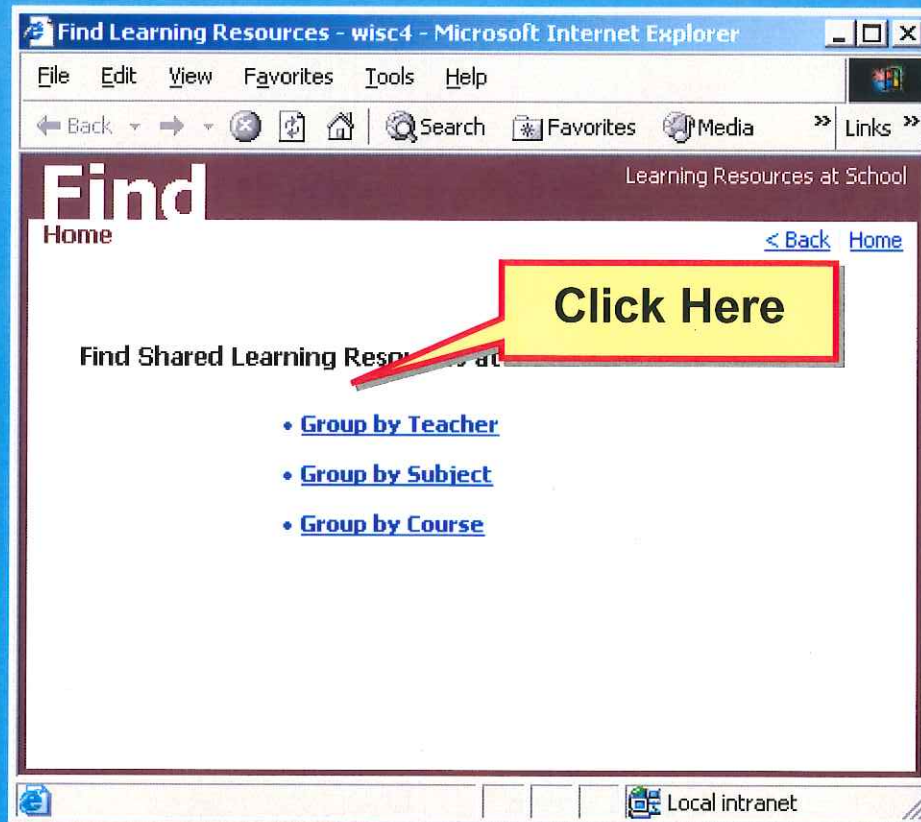 Find Learning Resources - wisc4 - Microsoft Internet Explorer
File Edit View Favorites Tools Help
Back Search Favorites Media » Links »
Find
Learning Resources at School
Home
< Back Home
Click Here
Find Shared Learning at
• Group by Teacher
• Group by Subject
• Group by Course
Local intranet